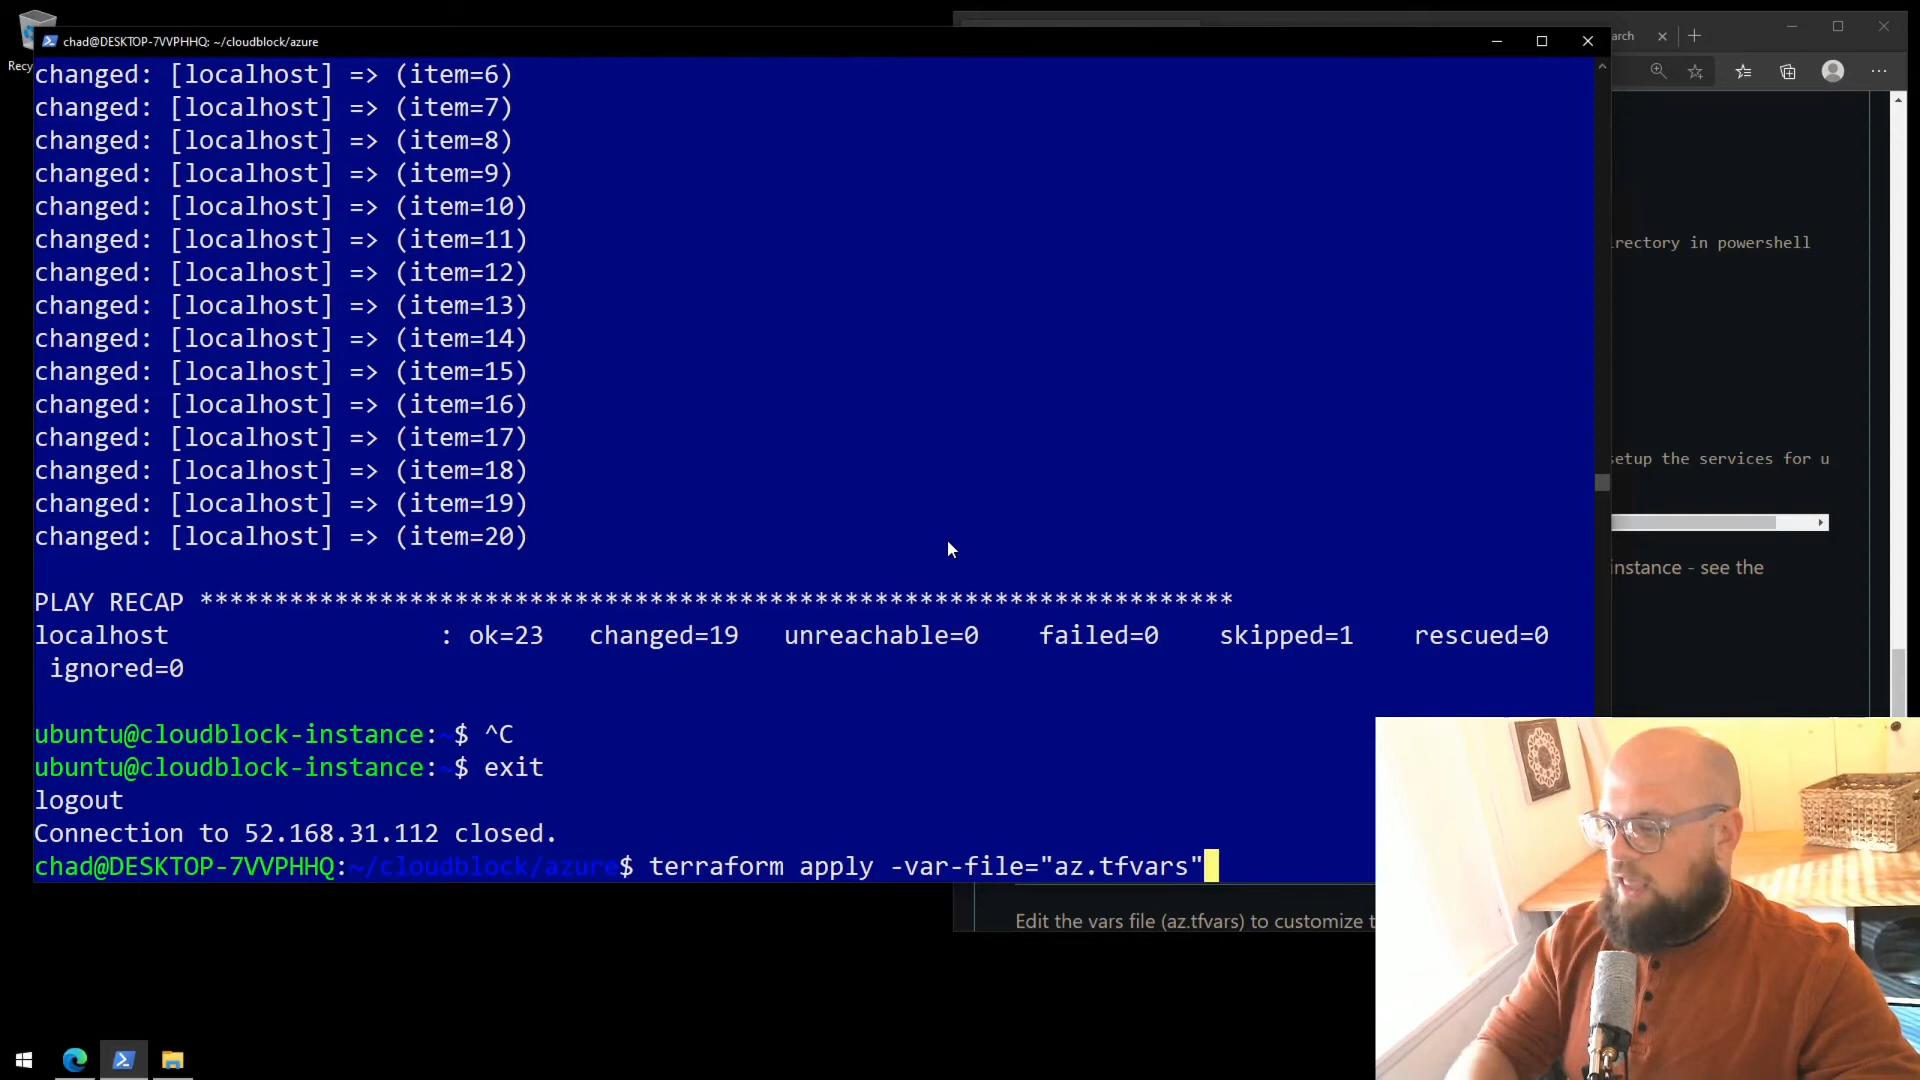 Recy
chad@DESKTOP-7VVPHHQ: ~/cloudblock/azure
arch
changed: [localhost] => (item=6)
changed: [localhost] => (item=7)
changed: [localhost] => (item=8)
changed: [localhost] => (item=9)
changed: [localhost] => (item=10)
changed: [localhost] => (item=11)
changed: [localhost] => (item=12)
changed: [localhost] => (item=13)
changed: [localhost] => (item=14)
changed: [localhost] => (item=15)
changed: [localhost] => (item=16)
changed: [localhost] => (item=17)
changed: [localhost] => (item=18)
changed: [localhost] => (item=19)
changed: [localhost] => (item=20)
PLAY RECAP *********************************************************************
localhost : ok=23 changed=19 unreachable=0 failed=0 skipped=1 rescued=0
ignored=0
ubuntu@cloudblock-instance:~$ ^C
ubuntu@cloudblock-instance:~$ exit
logout
Connection to 52.168.31.112 closed.
chad@DESKTOP-7VVPHHQ:~/cloudblock/azure$ terraform apply -var-file="az.tfvars"
irectory in powershell
setup the services for u
instance - see the
Edit the vars file (az.tfvars) to customize t